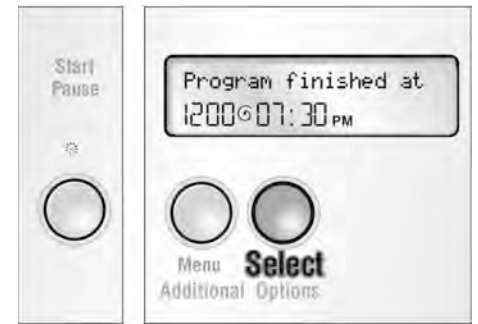 Start
Pause
Program finished at
1200 07:30 PM
Menu Select
Additional Options